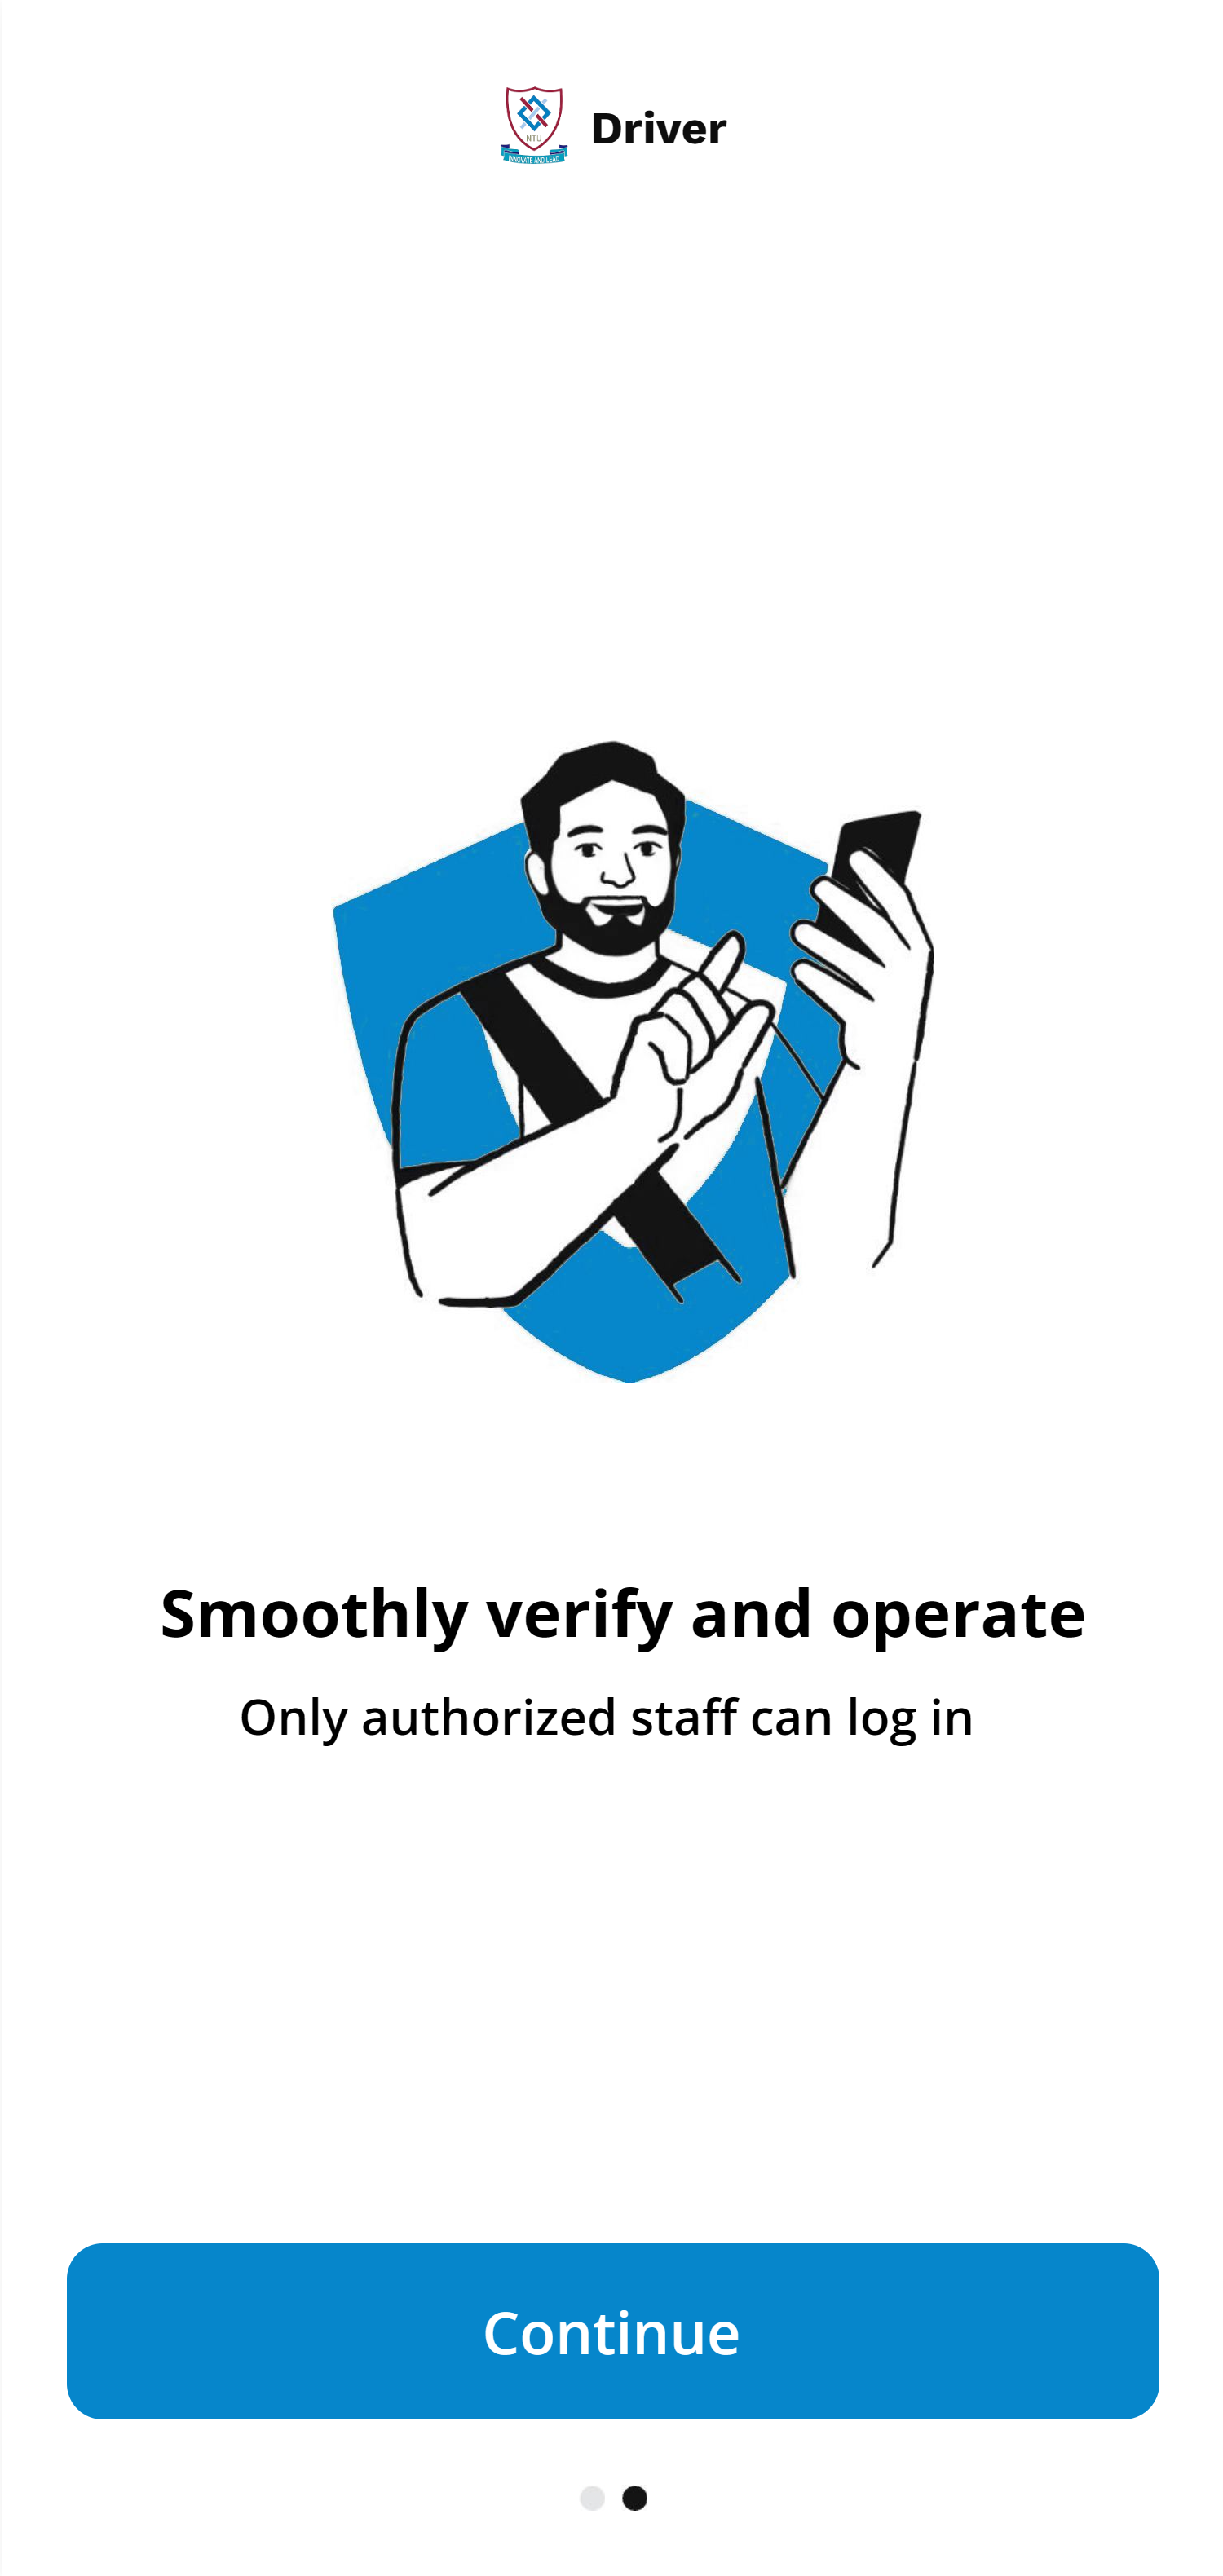 NTU
INNOVATE AND LEAD
Driver
Smoothly verify and operate
Only authorized staff can log in
Continue